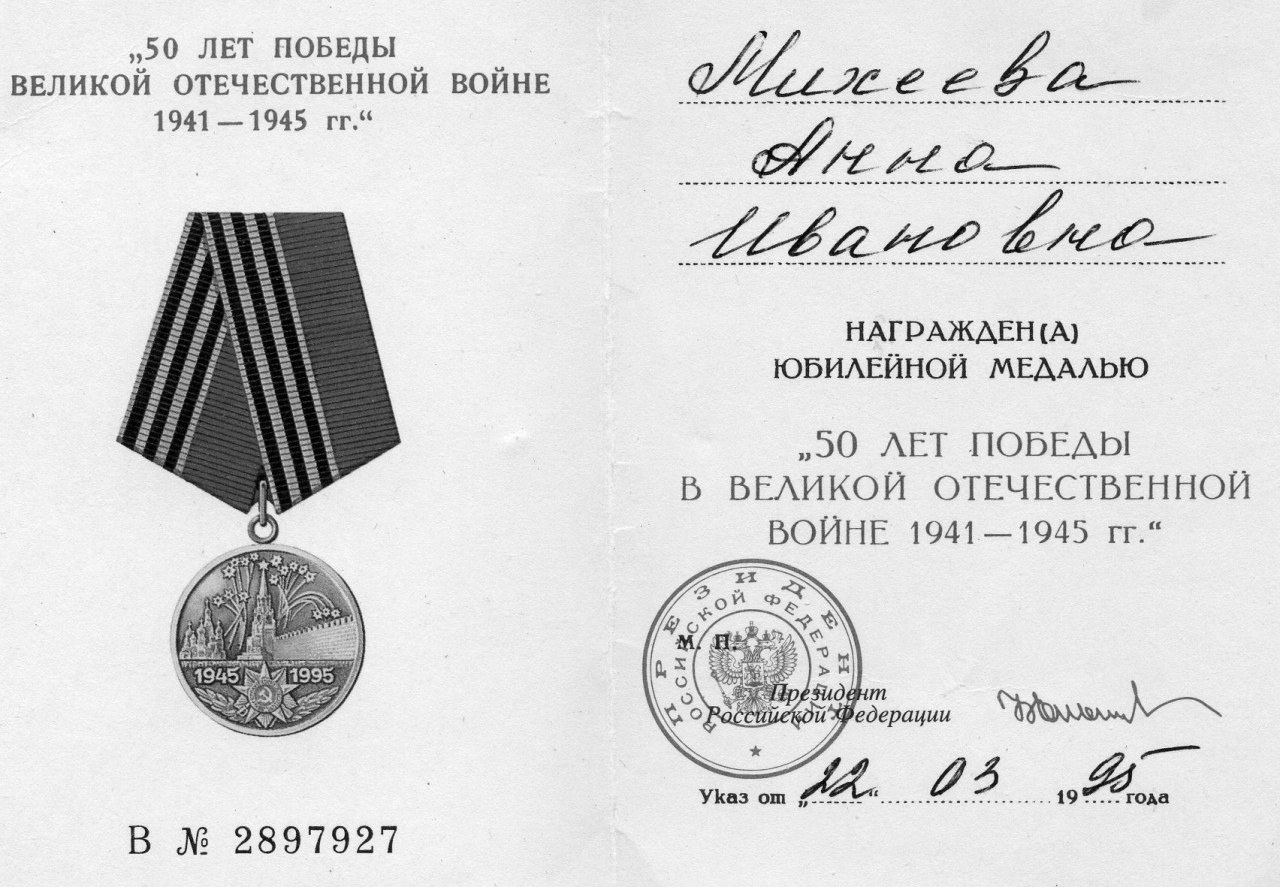 „50 ЛЕТ ПОБЕДЫ
ВЕЛИКОЙ ОТЕЧЕСТВЕННОЙ ВОЙНЕ
1941 — 1945 гг.“
1945 1995
В № 2897927
Михеева
Анна
Ивановна
НАГРАЖДЕН(А)
ЮБИЛЕЙНОЙ МЕДАЛЬЮ
„50 ЛЕТ ПОБЕДЫ
В ВЕЛИКОЙ ОТЕЧЕСТВЕННОЙ
ВОЙНЕ 1941 — 1945 гг.“
ПРЕЗИДЕНТ
РОССИЙСКОЙ ФЕДЕРАЦИИ
М. П.
Президент
Российской Федерации
Указ от „22“ 03 1995 года